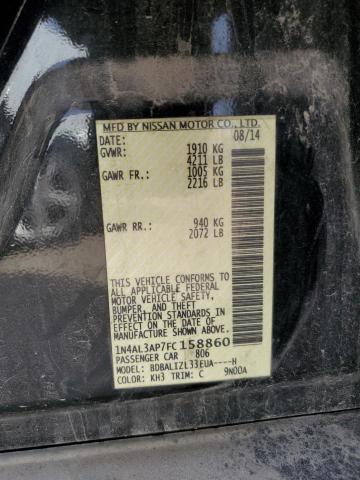 MFD BY NISSAN MOTOR CO., LTD.
DATE: 08/14
GVWR: 1910 KG
4211 LB
GAWR FR.: 1005 KG
2216 LB
GAWR RR.: 940 KG
2072 LB
THIS VEHICLE CONFORMS TO
ALL APPLICABLE FEDERAL
MOTOR VEHICLE SAFETY,
BUMPER, AND THEFT
PREVENTION STANDARDS IN
EFFECT ON THE DATE OF
MANUFACTURE SHOWN ABOVE.
1N4AL3AP7FC 158860
PASSENGER CAR 806
MODEL: BDBALIZL33EUA----H
COLOR: KH3 TRIM: C 9N00A